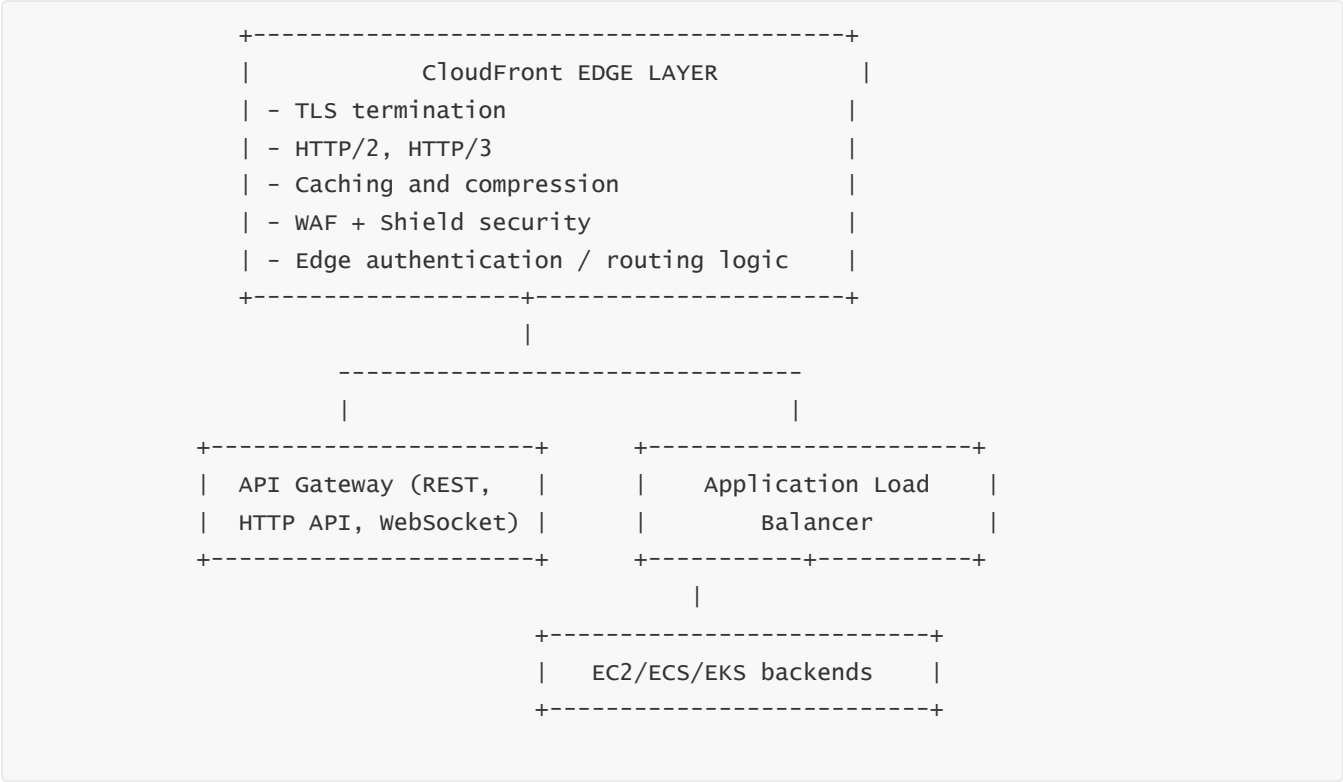 +------------------------------------------+
|            CloudFront EDGE LAYER          |
| - TLS termination                        |
| - HTTP/2, HTTP/3                         |
| - Caching and compression                |
| - WAF + Shield security                  |
| - Edge authentication / routing logic    |
+-------------------+----------------------+
|
---------------------------------
|                               |
+-----------------------+      +-----------------------+
|  API Gateway (REST,   |      |    Application Load    |
|  HTTP API, WebSocket) |      |        Balancer        |
+-----------------------+      +-----------+-----------+
|
+---------------------------+
|   EC2/ECS/EKS backends    |
+---------------------------+